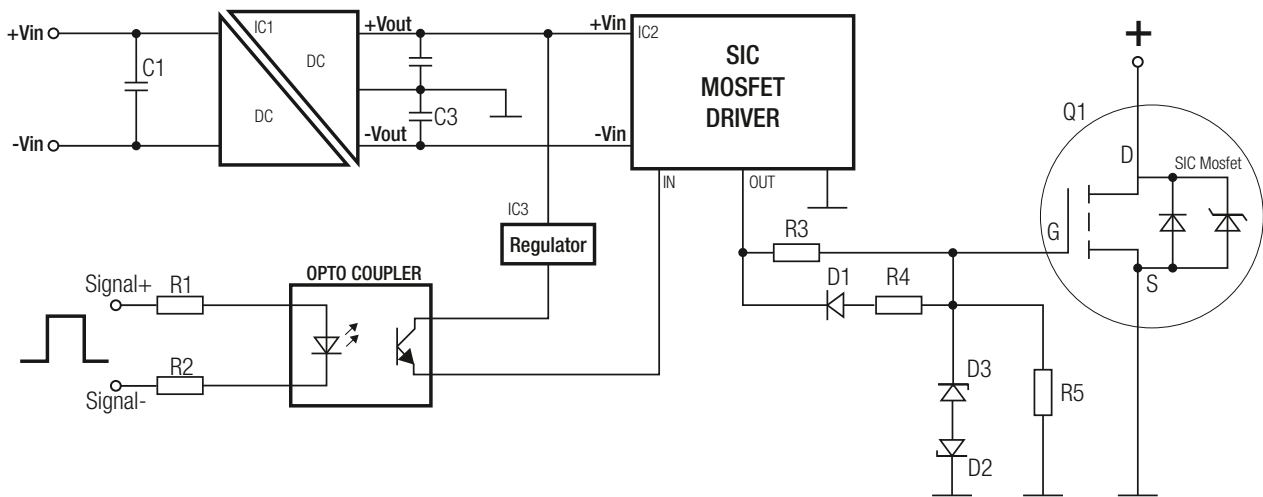 +Vin
C1
-Vin
IC1
DC
DC
+Vout
C3
-Vout
+Vin
IC2
-Vin
SIC
MOSFET
DRIVER
IN
OUT
+
Q1
D
SIC Mosfet
G
S
IC3
Regulator
R3
D1
R4
D3
D2
R5
OPTO COUPLER
Signal+
R1
R2
Signal-